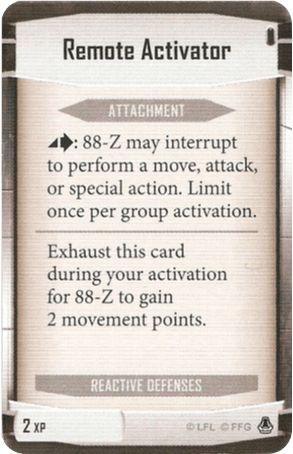 Remote Activator
ATTACHMENT
: 88-Z may interrupt
to perform a move, attack,
or special action. Limit
once per group activation.
Exhaust this card
during your activation
for 88-Z to gain
2 movement points.
REACTIVE DEFENSES
2 XP
© LFL © FFG